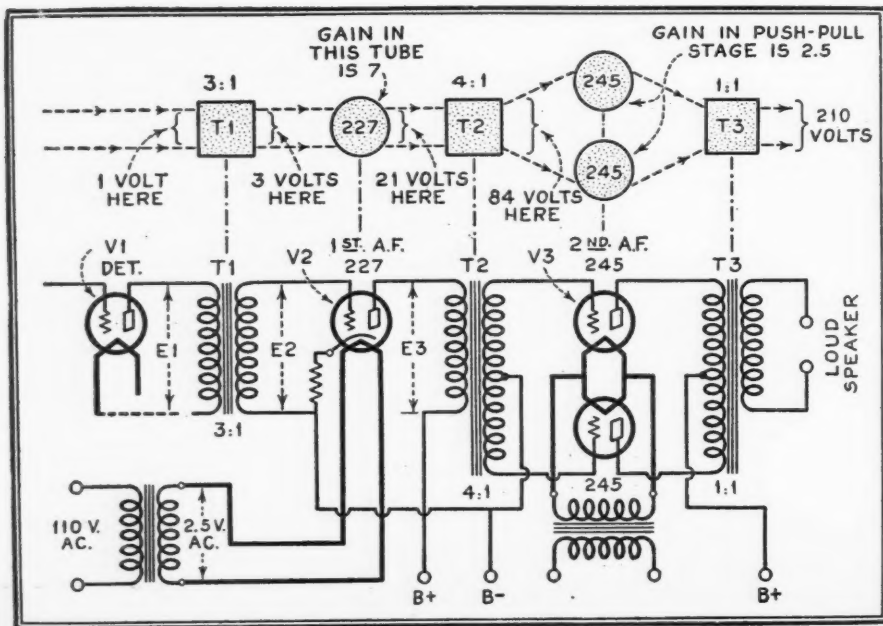 GAIN IN
THIS TUBE
IS 7
GAIN IN PUSH-PULL
STAGE IS 2.5
3:1
4:1
245
1:1
T1
227
T2
T3
210
VOLTS
1 VOLT
HERE
3 VOLTS
HERE
21 VOLTS
HERE
84 VOLTS
HERE
245
V1
DET.
T1
V2
1ST. A.F.
227
T2
V3
2ND. A.F.
245
T3
E1
E2
E3
LOUD
SPEAKER
3:1
4:1
245
1:1
110 V.
AC.
2.5V.
AC.
B+
B-
B+